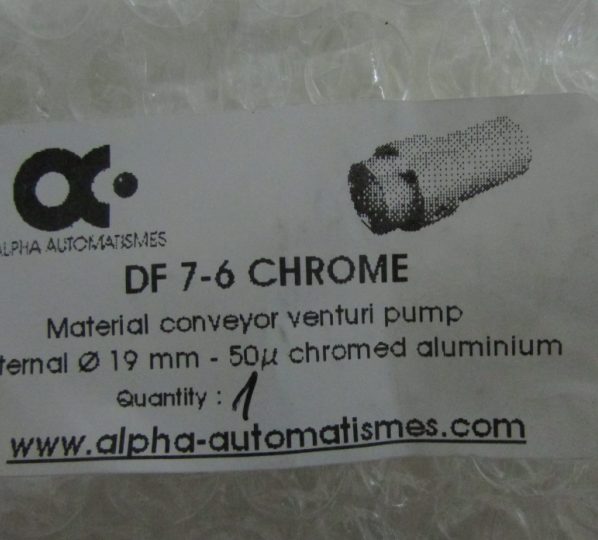 ALPHA AUTOMATISMES
DF 7-6 CHROME
Material conveyor venturi pump
ternal Ø 19 mm - 50µ chromed aluminium
Quantity : 1
www.alpha-automatismes.com